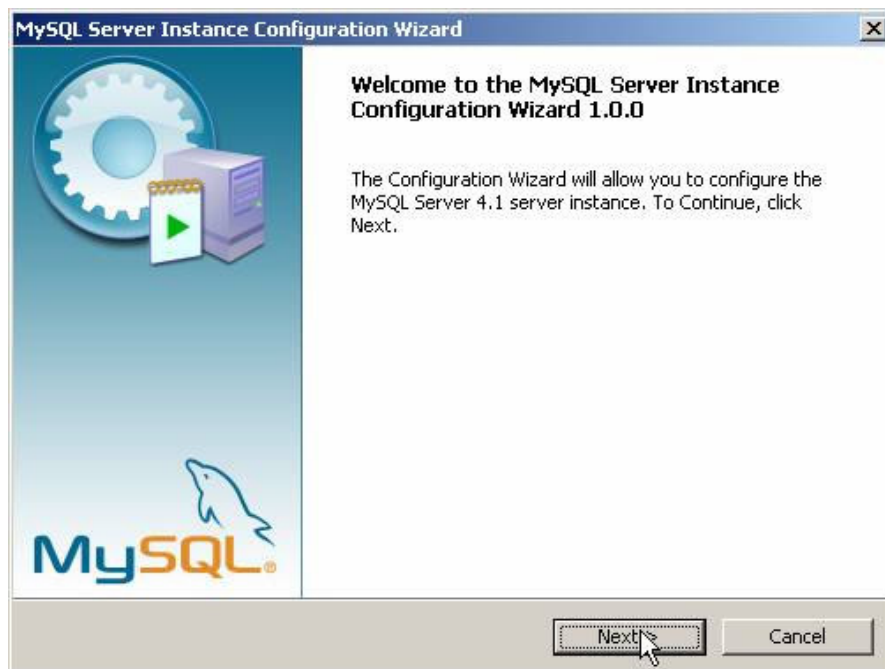 MySQL Server Instance Configuration Wizard
Welcome to the MySQL Server Instance
Configuration Wizard 1.0.0
The Configuration Wizard will allow you to configure the
MySQL Server 4.1 server instance. To Continue, click
Next.
MySQL®
Next >
Cancel